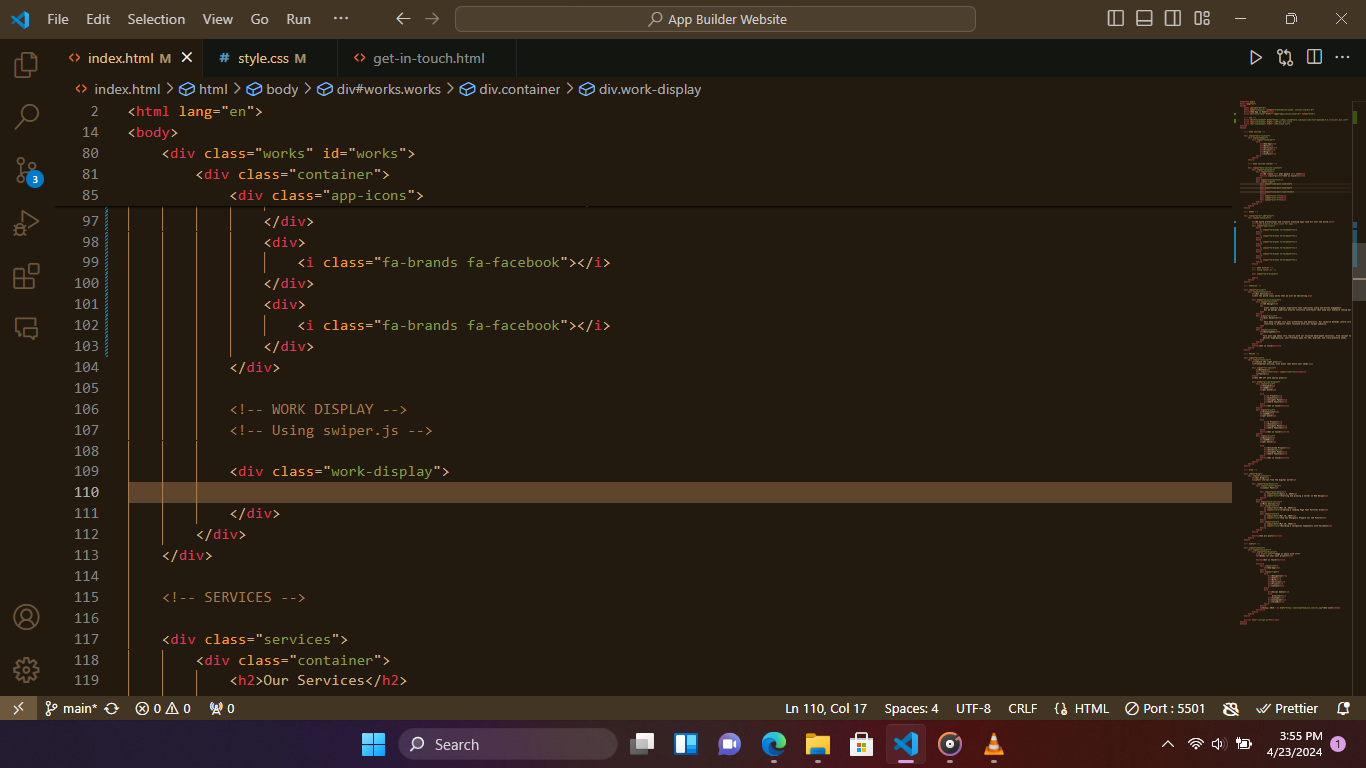 File Edit Selection View Go Run ··· App Builder Website
index.html M style.css M get-in-touch.html
index.html > html > body > div#works.works > div.container > div.work-display
2 <html lang="en">
14 <body>
80 <div class="works" id="works">
81 <div class="container">
85 <div class="app-icons">
97 </div>
98 <div>
99 <i class="fa-brands fa-facebook"></i>
100 </div>
101 <div>
102 <i class="fa-brands fa-facebook"></i>
103 </div>
104 </div>
105
106 <!-- WORK DISPLAY -->
107 <!-- Using swiper.js -->
108
109 <div class="work-display">
110
111 </div>
112 </div>
113 </div>
114
115 <!-- SERVICES -->
116
117 <div class="services">
118 <div class="container">
119 <h2>Our Services</h2>
3
main* 0 0 0 Ln 110, Col 17 Spaces: 4 UTF-8 CRLF HTML Port : 5501 Prettier
Search
3:55 PM
4/23/2024 1